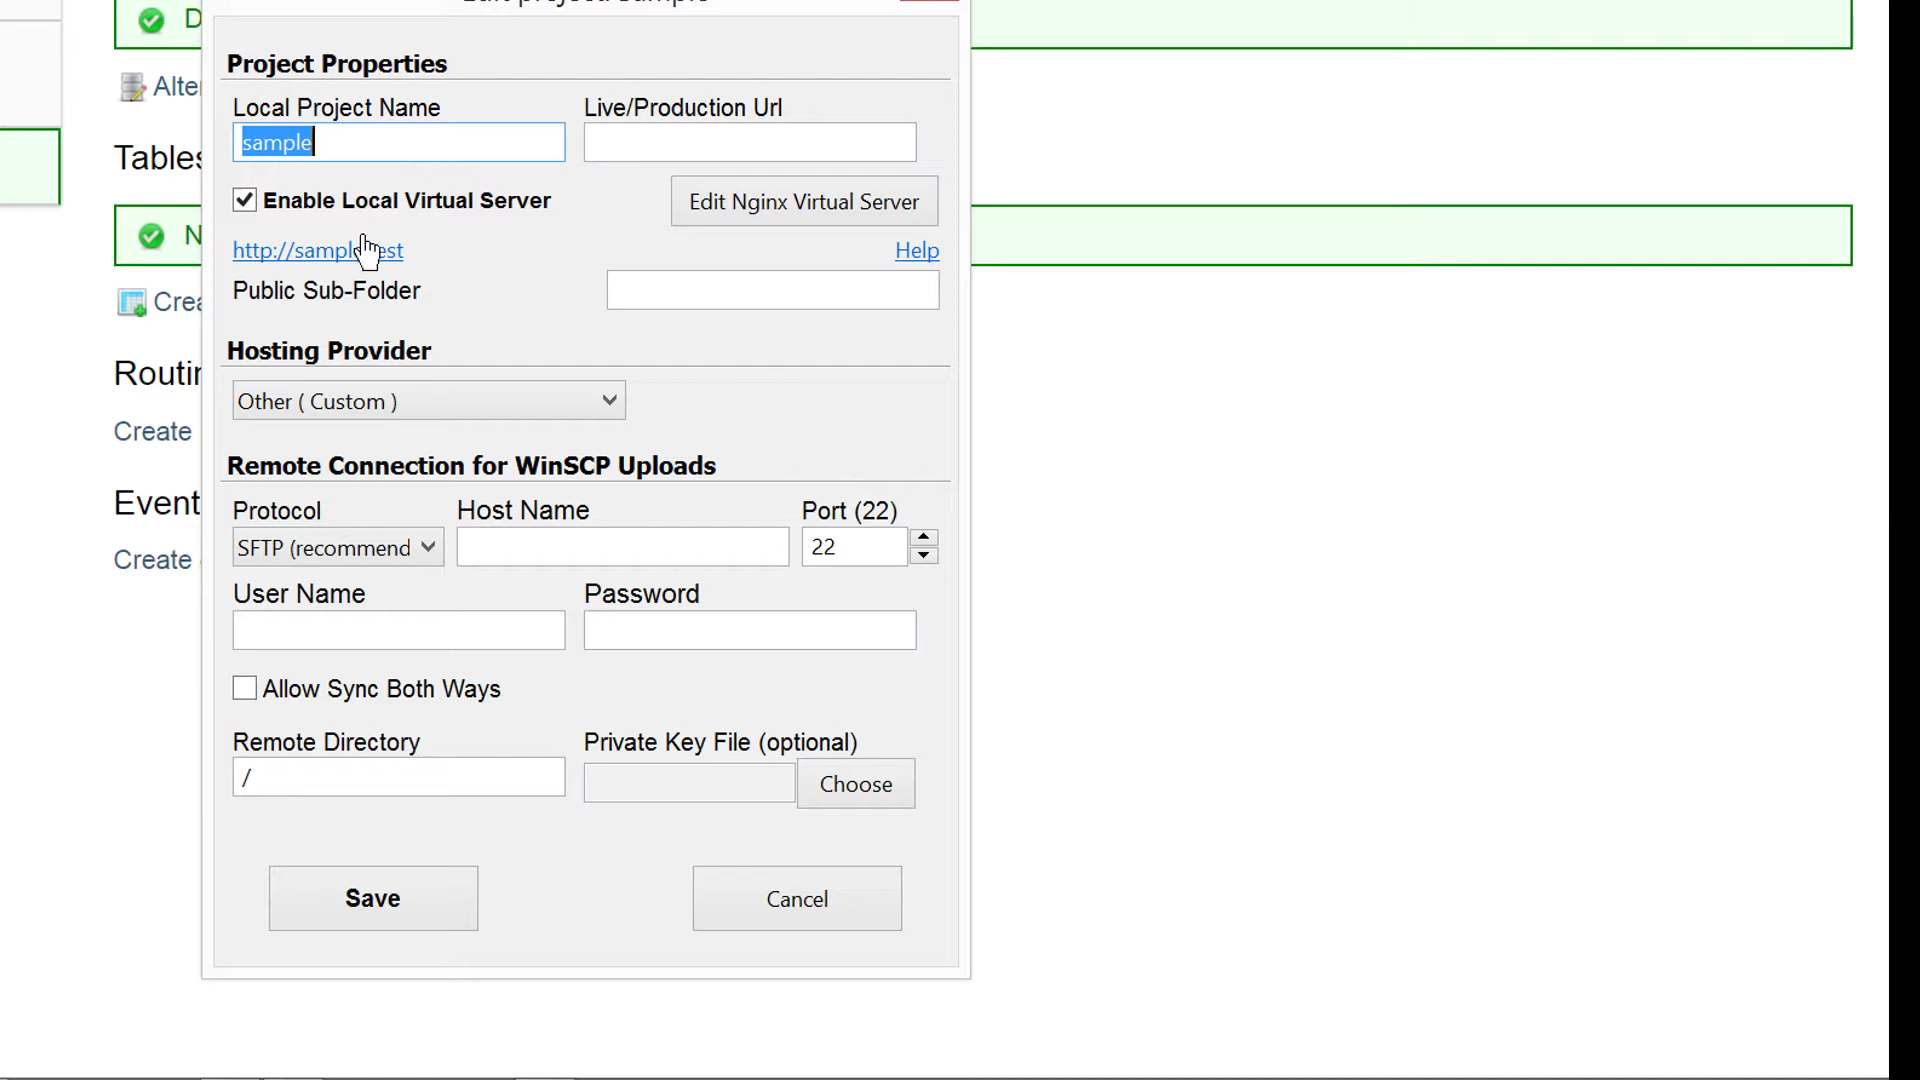 D
Alte
Tables
N
Crea
Routin
Create
Event
Create
Project Properties
Local Project Name Live/Production Url
sample
Enable Local Virtual Server Edit Nginx Virtual Server
Help
Public Sub-Folder
Hosting Provider
Other ( Custom )
Remote Connection for WinSCP Uploads
Protocol Host Name Port (22)
SFTP (recommend 22
User Name Password
Allow Sync Both Ways
Remote Directory Private Key File (optional)
/ Choose
Save Cancel